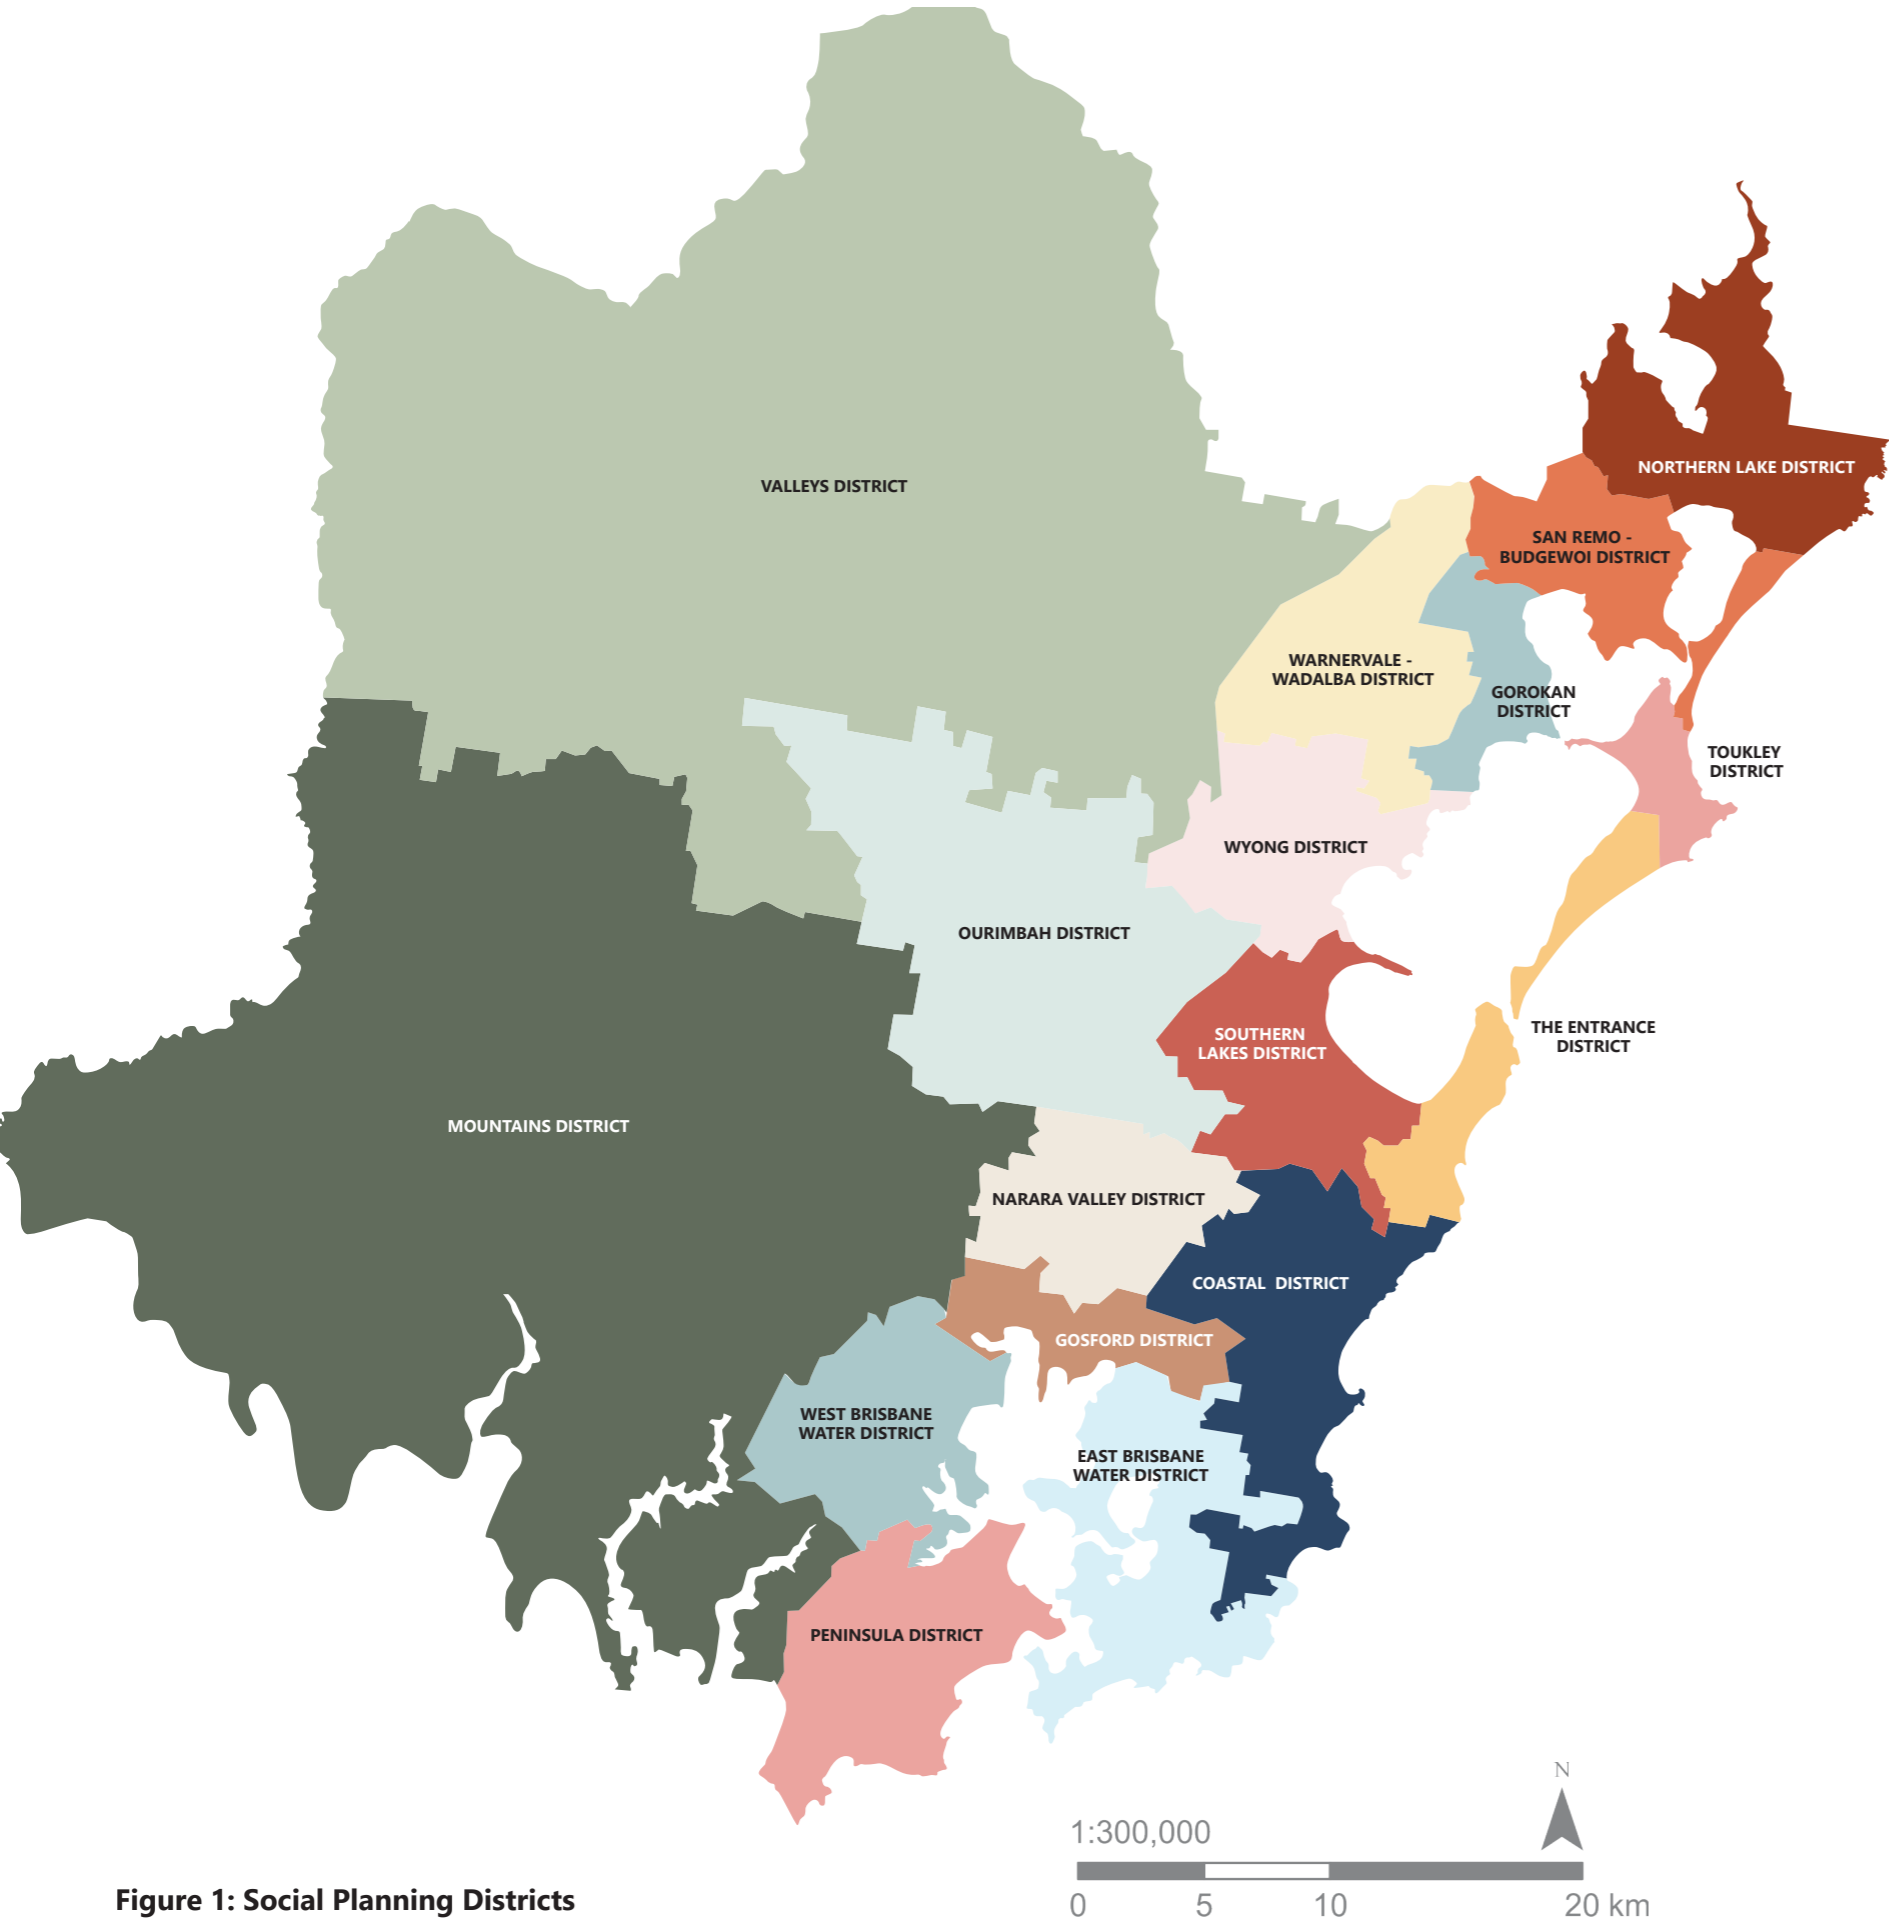 NORTHERN LAKE DISTRICT
VALLEYS DISTRICT
SAN REMO -
BUDGEWOI DISTRICT
WARNERVALE -
WADALBA DISTRICT
GOROKAN
DISTRICT
TOUKLEY
DISTRICT
WYONG DISTRICT
OURIMBAH DISTRICT
THE ENTRANCE
DISTRICT
SOUTHERN
LAKES DISTRICT
MOUNTAINS DISTRICT
NARARA VALLEY DISTRICT
COASTAL DISTRICT
GOSFORD DISTRICT
WEST BRISBANE
WATER DISTRICT
EAST BRISBANE
WATER DISTRICT
PENINSULA DISTRICT
N
1:300,000
0 5 10 20 km
Figure 1: Social Planning Districts